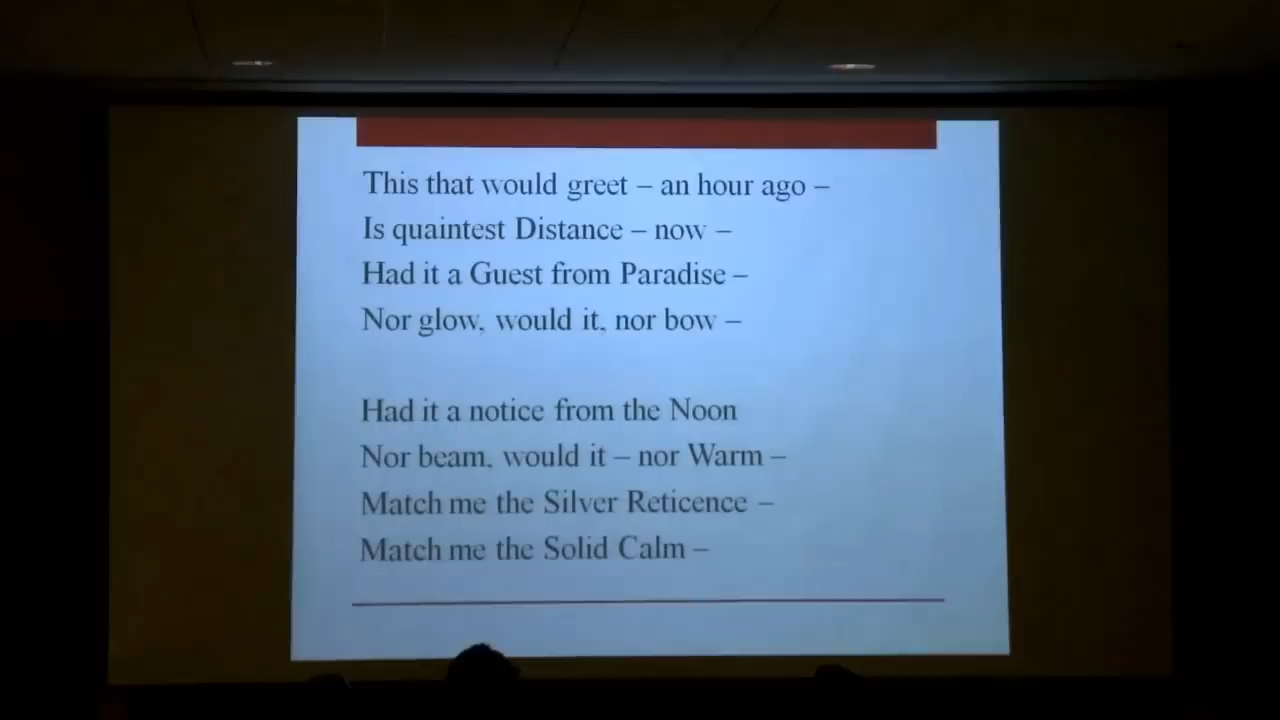 This that would greet – an hour ago –
Is quaintest Distance – now –
Had it a Guest from Paradise –
Nor glow, would it, nor bow –
Had it a notice from the Noon
Nor beam, would it – nor Warm –
Match me the Silver Reticence –
Match me the Solid Calm –